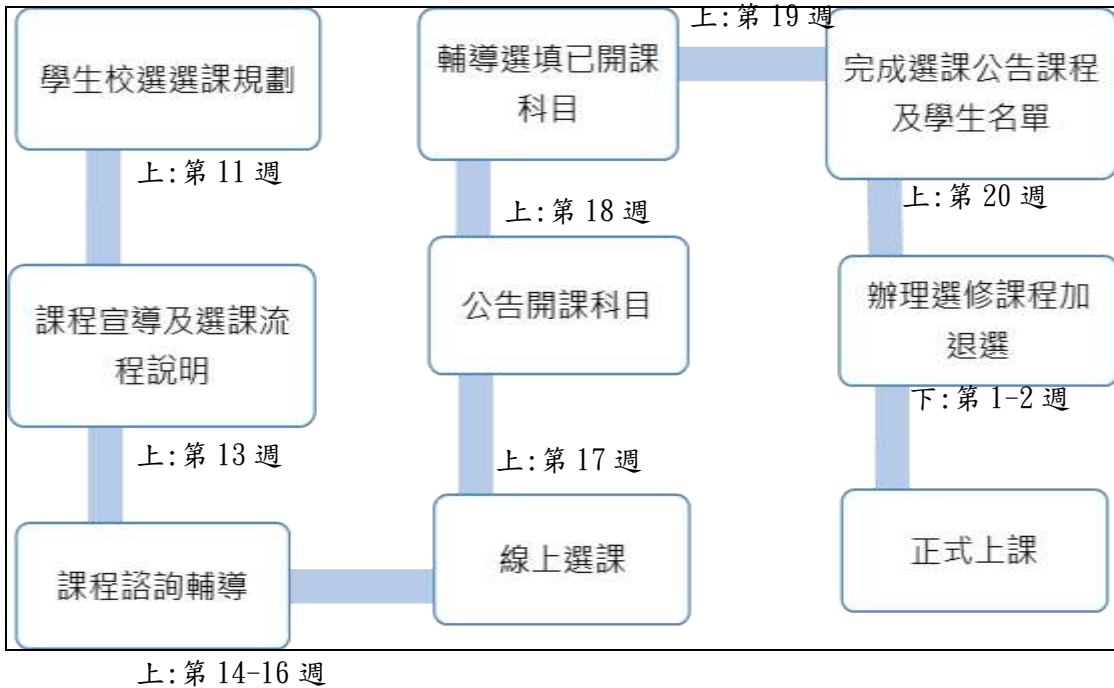 學生校選選課規劃
上:第 11 週
課程宣導及選課流
程說明
上:第 13 週
課程諮詢輔導
上:第 14-16 週
線上選課
上:第 17 週
公告開課科目
上:第 18 週
輔導選填已開課
科目
上:第 19 週
完成選課公告課程
及學生名單
上:第 20 週
辦理選修課程加
退選
下:第 1-2 週
正式上課